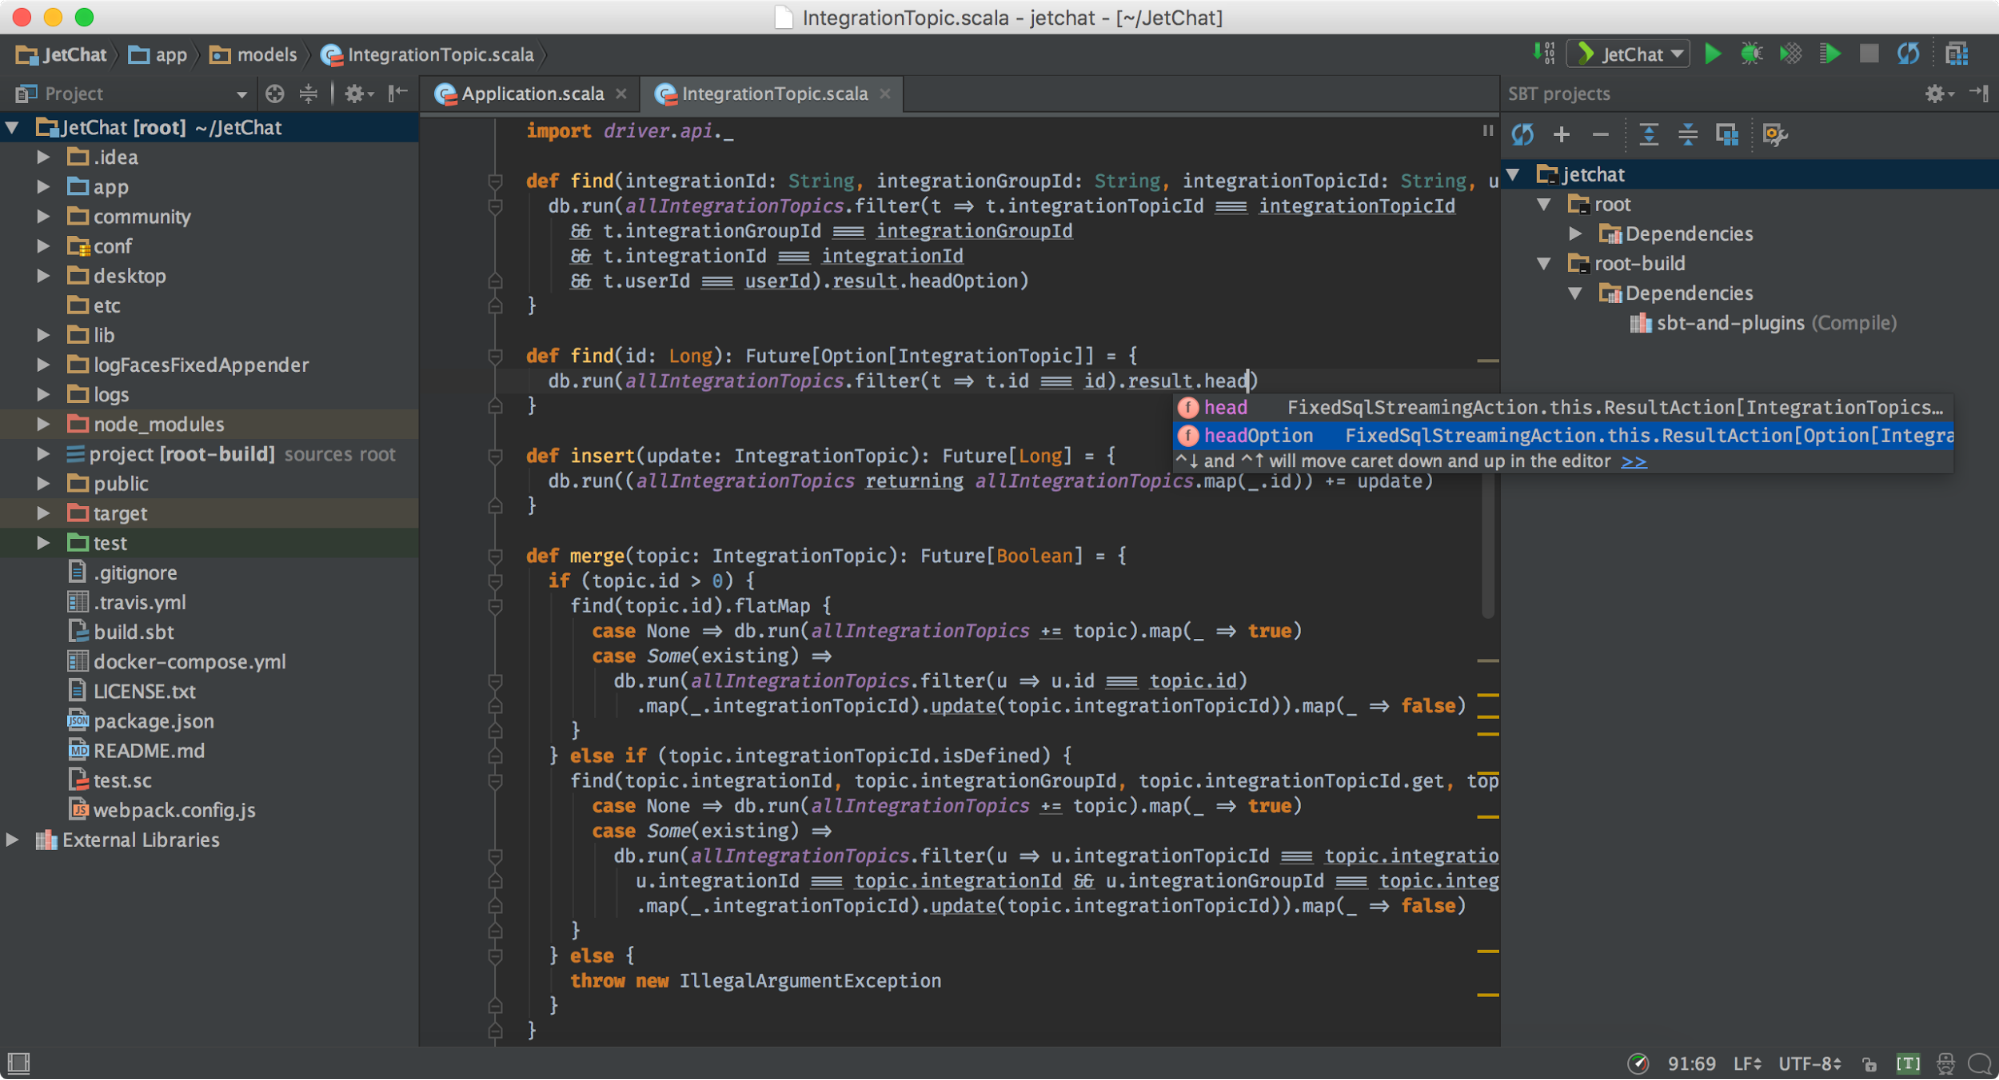 IntegrationTopic.scala - jetchat - [~/JetChat]
JetChat app models IntegrationTopic.scala
JetChat
Project
Application.scala
IntegrationTopic.scala
SBT projects
JetChat [root] ~/JetChat
.idea
app
community
conf
desktop
etc
lib
logFacesFixedAppender
logs
node_modules
project [root-build] sources root
public
target
test
.gitignore
.travis.yml
build.sbt
docker-compose.yml
LICENSE.txt
package.json
README.md
test.sc
webpack.config.js
External Libraries
import driver.api._
def find(integrationId: String, integrationGroupId: String, integrationTopicId: String, u
db.run(allIntegrationTopics.filter(t ⇒ t.integrationTopicId === integrationTopicId
&& t.integrationGroupId === integrationGroupId
&& t.integrationId === integrationId
&& t.userId === userId).result.headOption)
}
def find(id: Long): Future[Option[IntegrationTopic]] = {
db.run(allIntegrationTopics.filter(t ⇒ t.id === id).result.head)
}
head FixedSqlStreamingAction.this.ResultAction[IntegrationTopics…
headOption FixedSqlStreamingAction.this.ResultAction[Option[Integra
^↓ and ^↑ will move caret down and up in the editor >>
def insert(update: IntegrationTopic): Future[Long] = {
db.run((allIntegrationTopics returning allIntegrationTopics.map(_.id)) += update)
}
def merge(topic: IntegrationTopic): Future[Boolean] = {
if (topic.id > 0) {
find(topic.id).flatMap {
case None ⇒ db.run(allIntegrationTopics += topic).map(_ ⇒ true)
case Some(existing) ⇒
db.run(allIntegrationTopics.filter(u ⇒ u.id === topic.id)
.map(_.integrationTopicId).update(topic.integrationTopicId)).map(_ ⇒ false)
}
} else if (topic.integrationTopicId.isDefined) {
find(topic.integrationId, topic.integrationGroupId, topic.integrationTopicId.get, top
case None ⇒ db.run(allIntegrationTopics += topic).map(_ ⇒ true)
case Some(existing) ⇒
db.run(allIntegrationTopics.filter(u ⇒ u.integrationTopicId === topic.integratio
u.integrationId === topic.integrationId && u.integrationGroupId === topic.integ
.map(_.integrationTopicId).update(topic.integrationTopicId)).map(_ ⇒ false)
}
} else {
throw new IllegalArgumentException
}
}
jetchat
root
Dependencies
root-build
Dependencies
sbt-and-plugins (Compile)
91:69 LF UTF-8 [T]